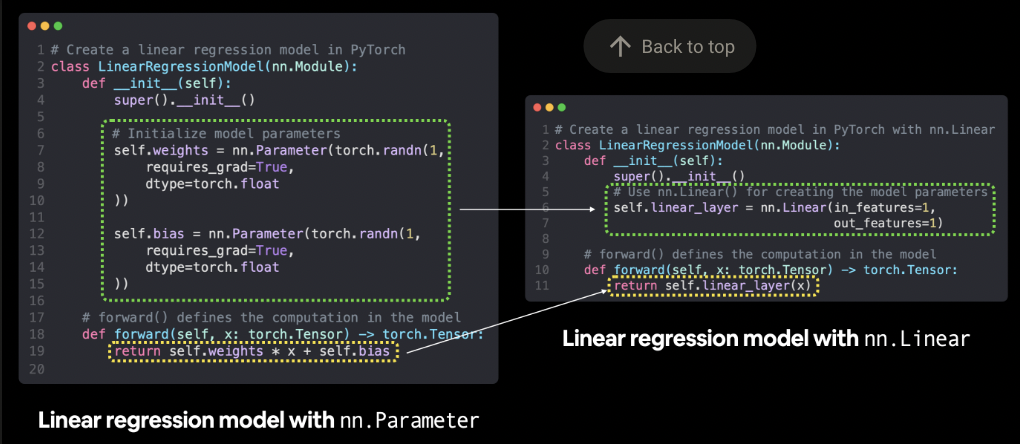 1 # Create a linear regression model in PyTorch
2 class LinearRegressionModel(nn.Module):
3     def __init__(self):
4         super().__init__()
5
6         # Initialize model parameters
7         self.weights = nn.Parameter(torch.randn(1,
8             requires_grad=True,
9             dtype=torch.float
10         ))
11
12         self.bias = nn.Parameter(torch.randn(1,
13             requires_grad=True,
14             dtype=torch.float
15         ))
16
17     # forward() defines the computation in the model
18     def forward(self, x: torch.Tensor) -> torch.Tensor:
19         return self.weights * x + self.bias
20
Linear regression model with nn.Parameter
↑ Back to top
1 # Create a linear regression model in PyTorch with nn.Linear
2 class LinearRegressionModel(nn.Module):
3     def __init__(self):
4         super().__init__()
5         # Use nn.Linear() for creating the model parameters
6         self.linear_layer = nn.Linear(in_features=1,
7                                       out_features=1)
8
9     # forward() defines the computation in the model
10     def forward(self, x: torch.Tensor) -> torch.Tensor:
11         return self.linear_layer(x)
Linear regression model with nn.Linear